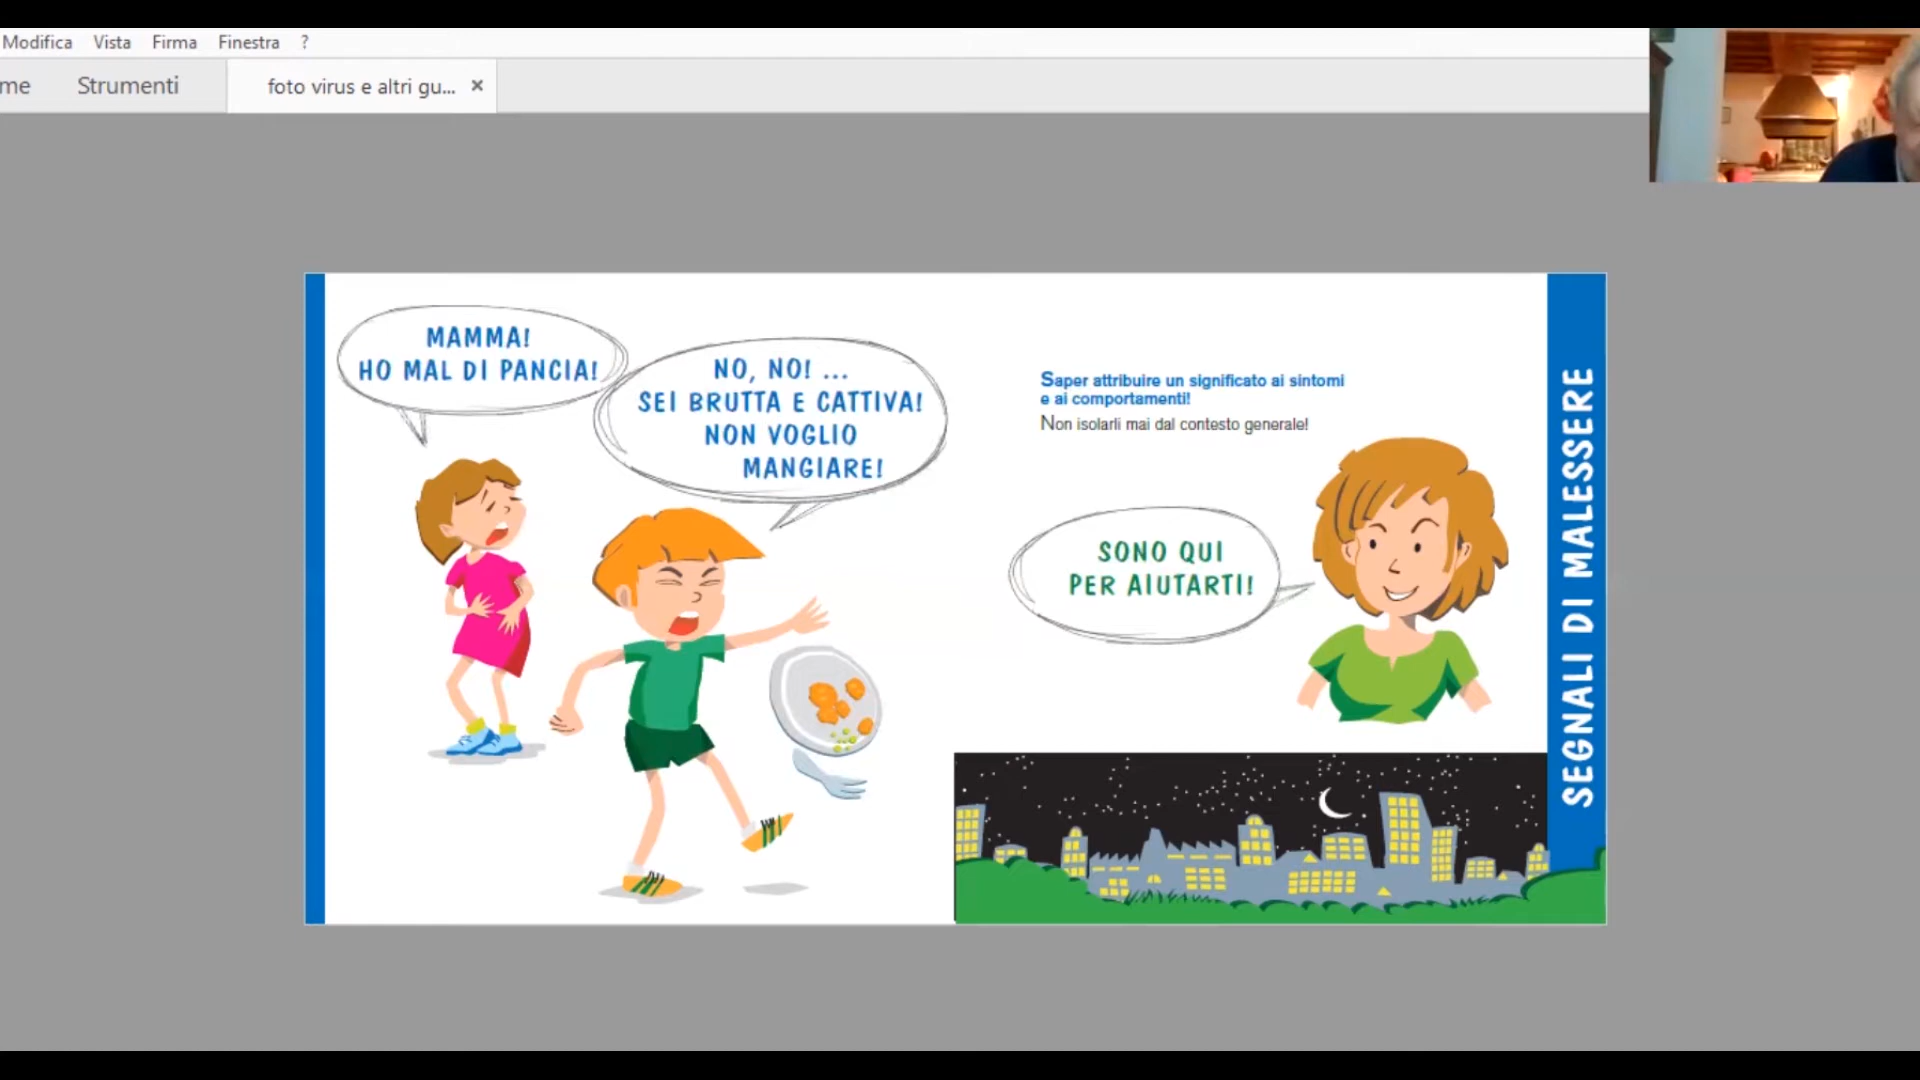 Modifica Vista Firma Finestra ?
me Strumenti foto virus e altri gu... ×
MAMMA!
HO MAL DI PANCIA!
NO, NO! ...
SEI BRUTTA E CATTIVA!
NON VOGLIO
MANGIARE!
Saper attribuire un significato ai sintomi
e ai comportamenti!
Non isolarli mai dal contesto generale!
SONO QUI
PER AIUTARTI!
SEGNALI DI MALESSERE